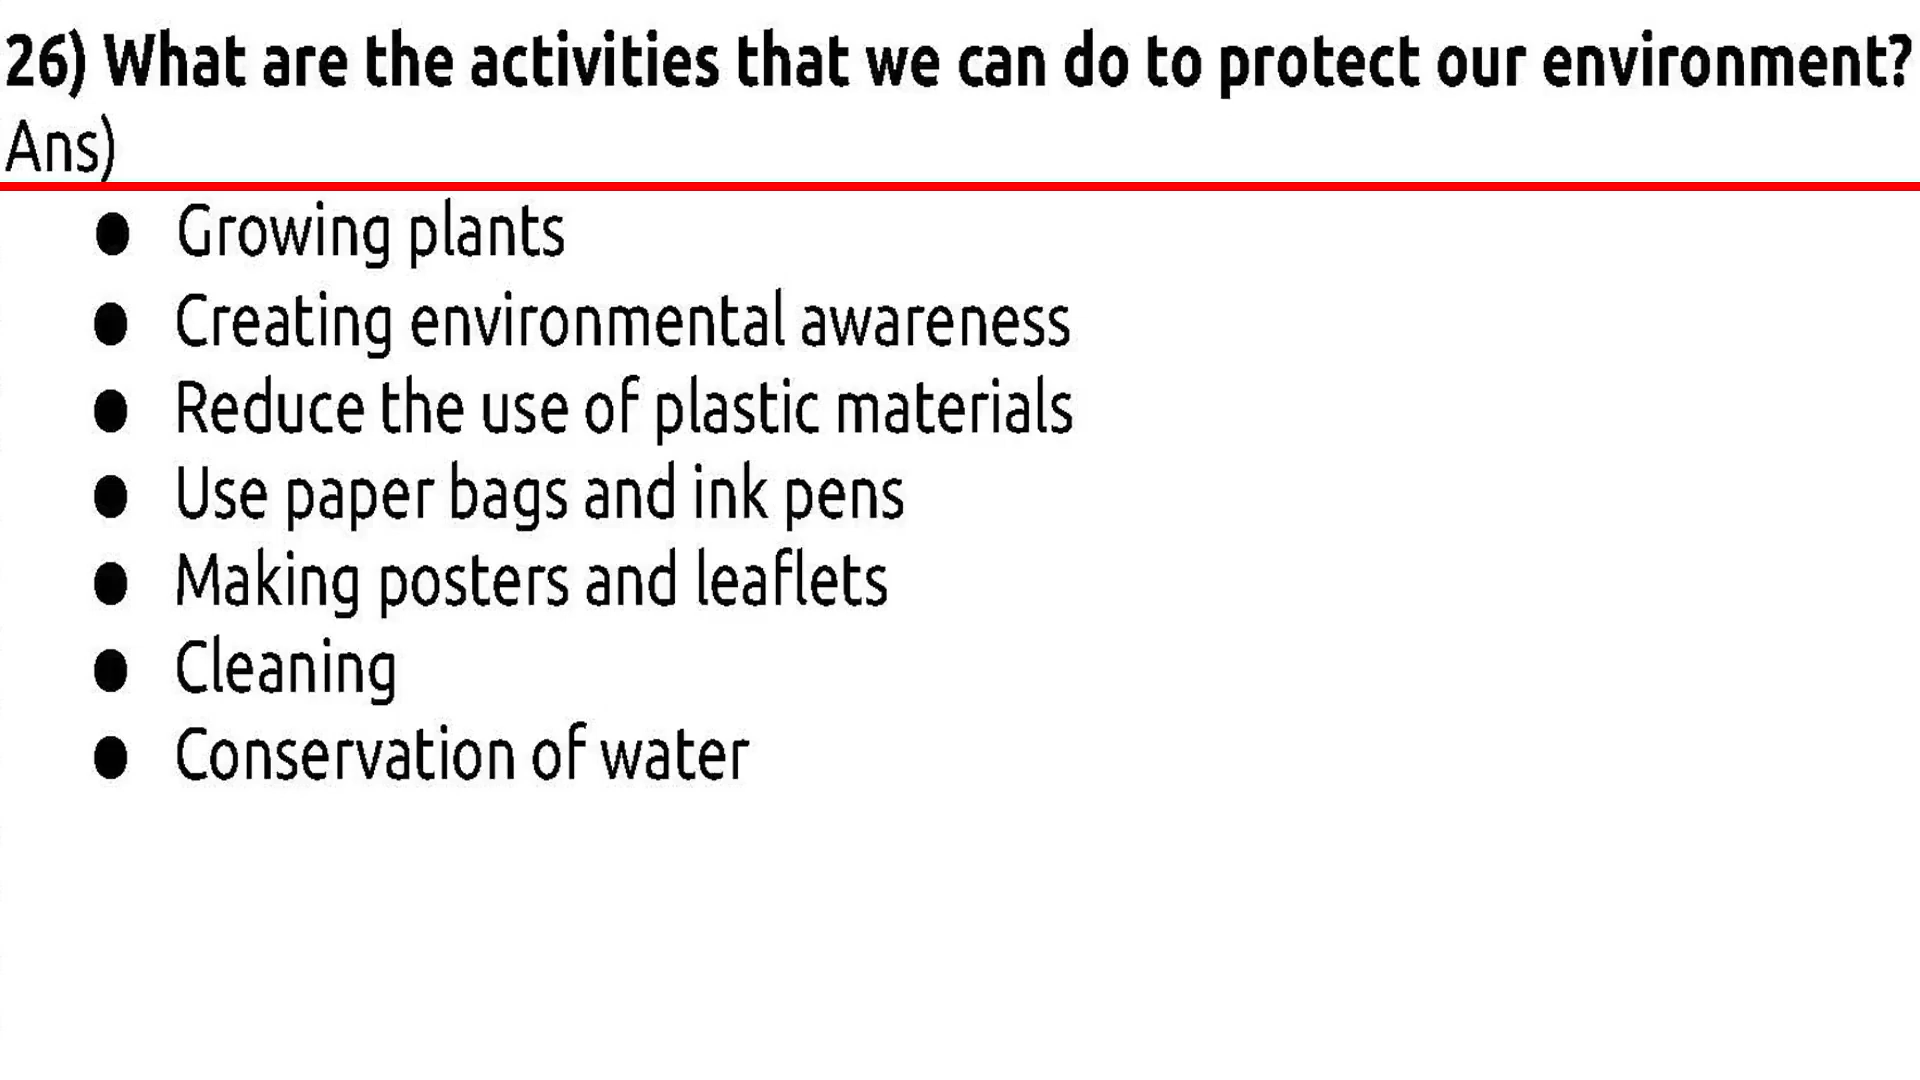 26) What are the activities that we can do to protect our environment?
Ans)
● Growing plants
● Creating environmental awareness
● Reduce the use of plastic materials
● Use paper bags and ink pens
● Making posters and leaflets
● Cleaning
● Conservation of water